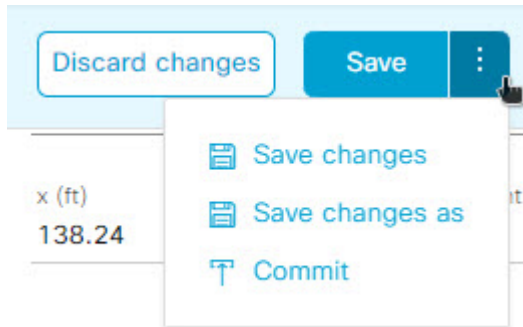 Discard changes
Save
Save changes
x (ft)
Save changes as
138.24
Commit